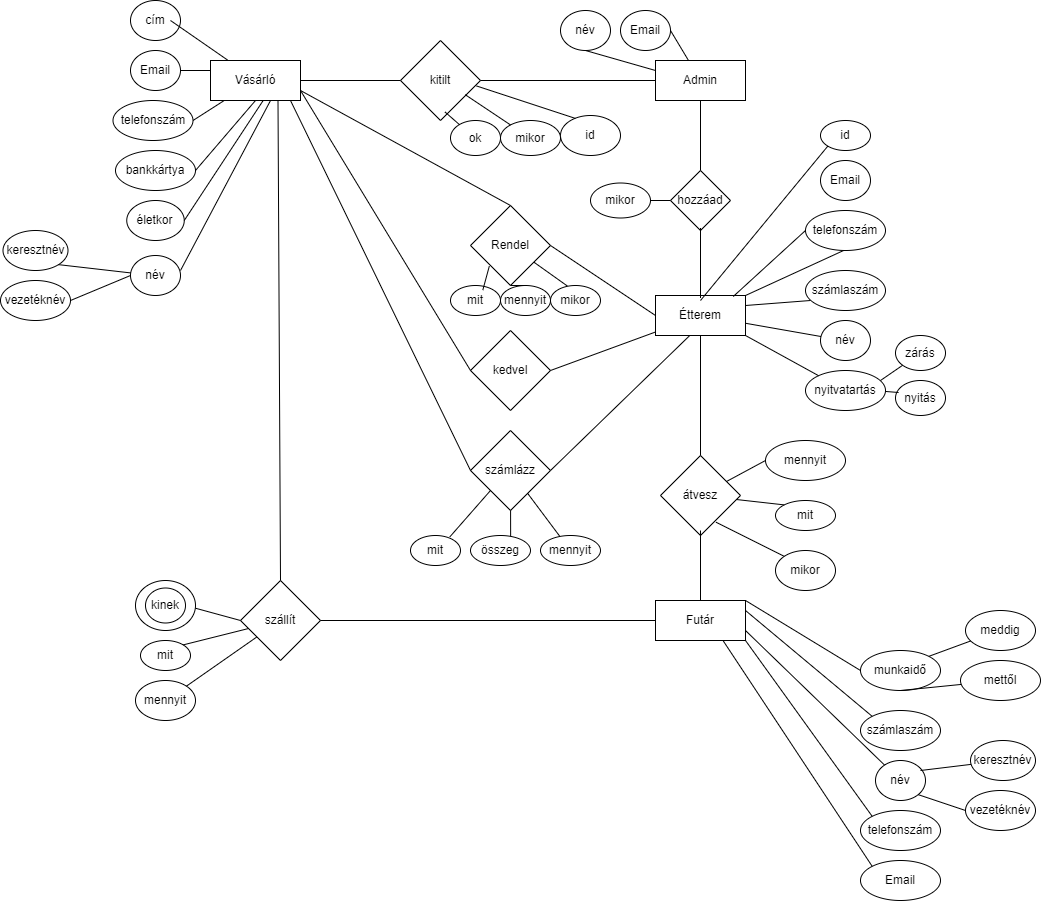 cím
név
Email
Email
Vásárló
kitilt
Admin
telefonszám
ok
mikor
id
id
bankkártya
Email
mikor
hozzáad
életkor
telefonszám
keresztnév
Rendel
név
vezetéknév
mit
mennyit
mikor
számlaszám
Étterem
név
zárás
kedvel
nyitvatartás
nyitás
számlázz
mennyit
átvesz
mit
mit
összeg
mennyit
mikor
kinek
szállít
Futár
meddig
mit
munkaidő
mettől
mennyit
számlaszám
keresztnév
név
vezetéknév
telefonszám
Email